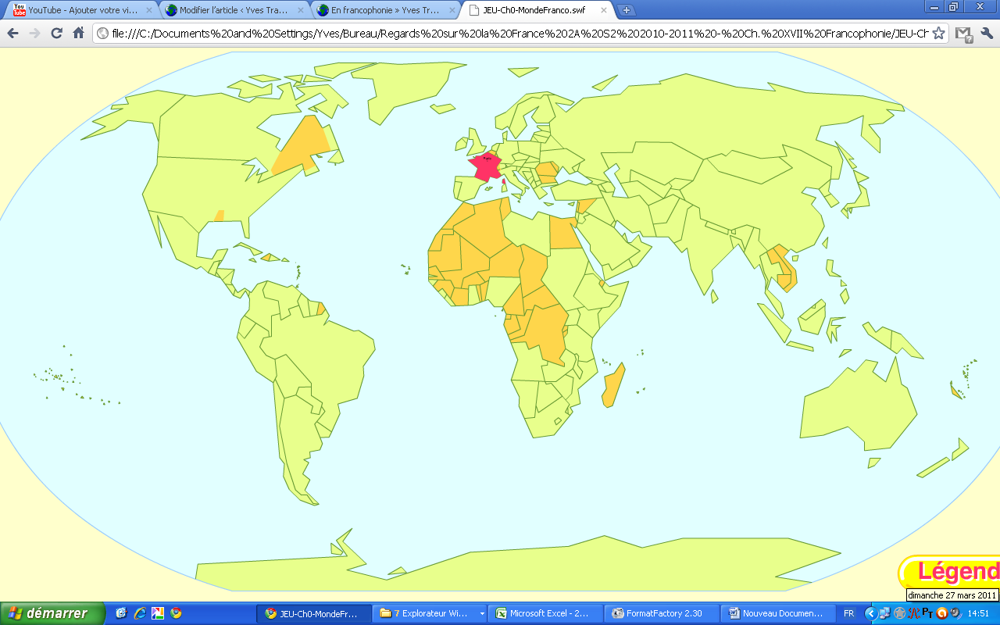 YouTube - Ajouter votre vi...
Modifier l'article ‹ Yves Tra...
En francophonie » Yves Tr...
JEU-Ch0-MondeFranco.swf
file:///C:/Documents%20and%20Settings/Yves/Bureau/Regards%20sur%20la%20France%202A%20S2%202010-2011%20-%20Ch.%20XVII%20Francophonie/JEU-Ch
Légend
dimanche 27 mars 2011
démarrer
JEU-Ch0-MondeFr...
7 Explorateur Wi...
Microsoft Excel - 2...
FormatFactory 2.30
Nouveau Documen...
FR
14:51